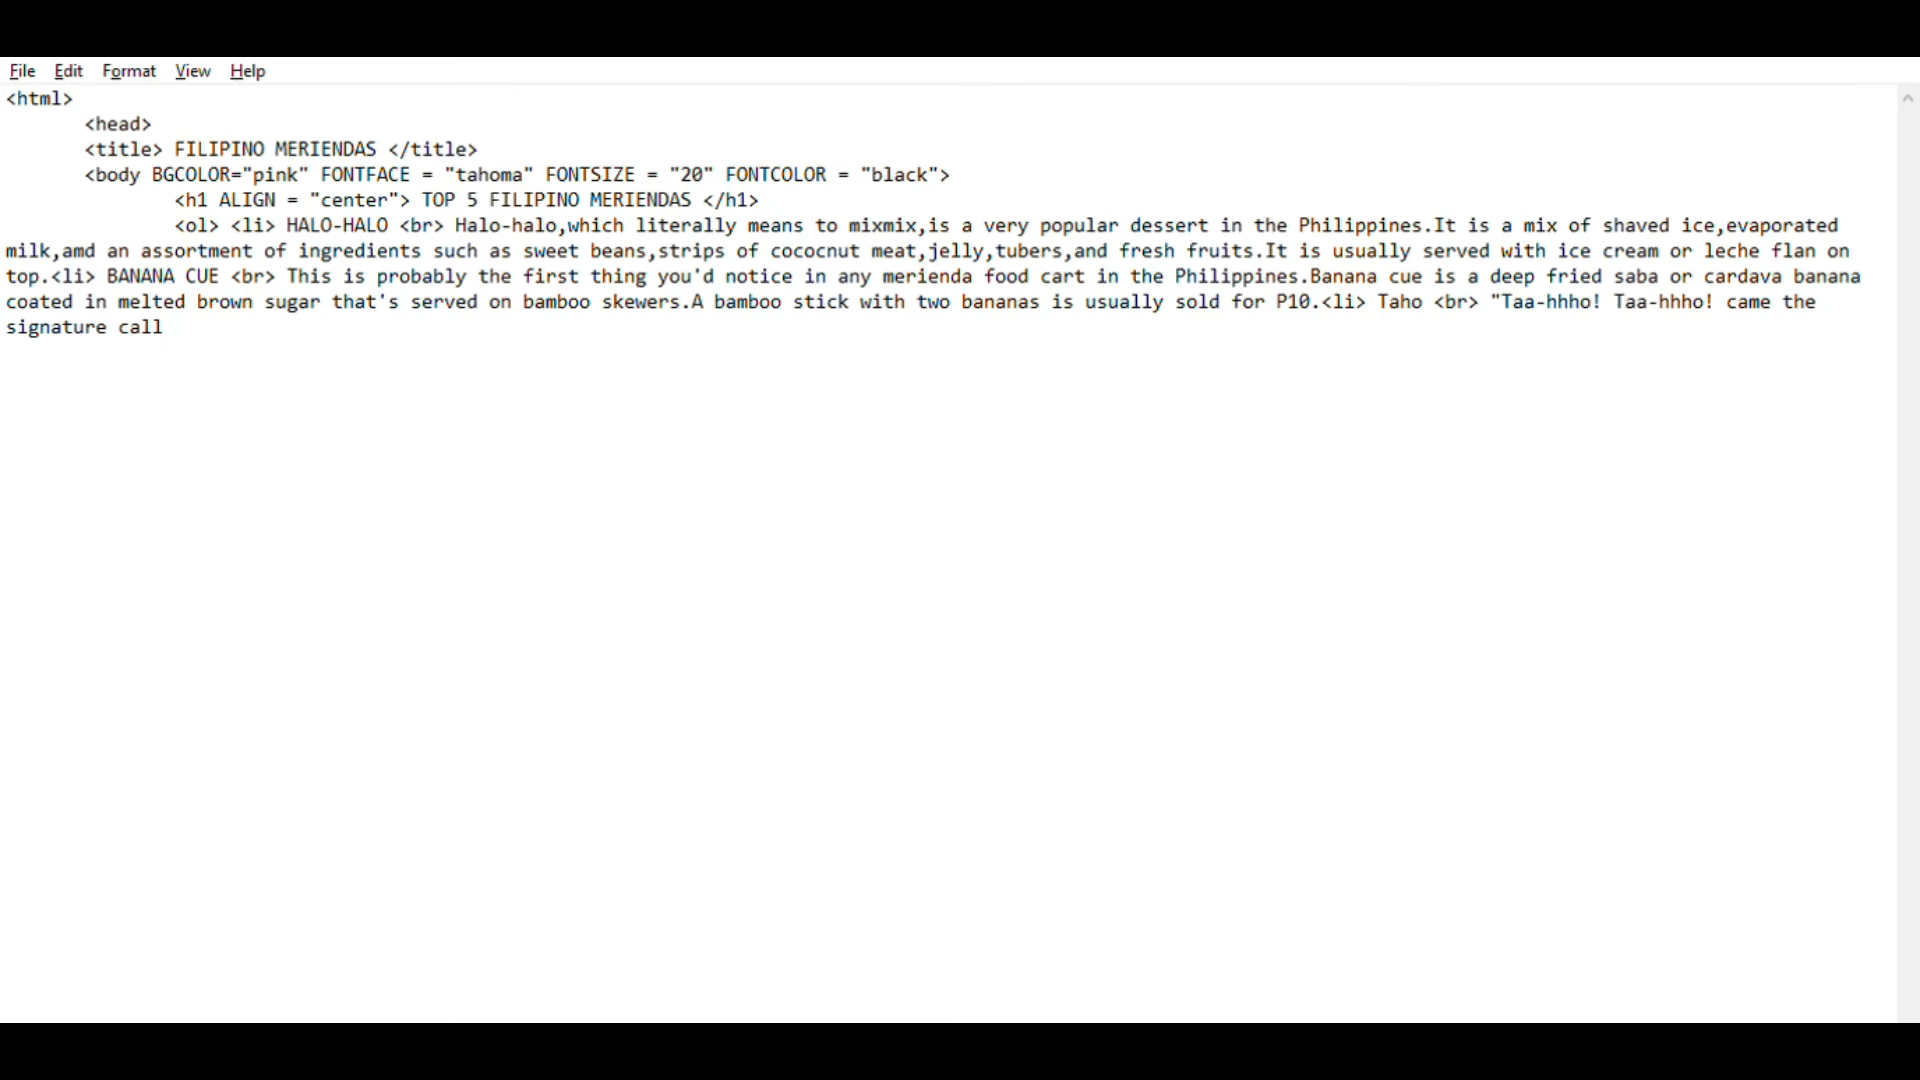 File Edit Format View Help
<html>
<head>
<title> FILIPINO MERIENDAS </title>
<body BGCOLOR="pink" FONTFACE = "tahoma" FONTSIZE = "20" FONTCOLOR = "black">
<h1 ALIGN = "center"> TOP 5 FILIPINO MERIENDAS </h1>
<ol> <li> HALO-HALO <br> Halo-halo,which literally means to mixmix,is a very popular dessert in the Philippines.It is a mix of shaved ice,evaporated
milk,amd an assortment of ingredients such as sweet beans,strips of cococnut meat,jelly,tubers,and fresh fruits.It is usually served with ice cream or leche flan on
top.<li> BANANA CUE <br> This is probably the first thing you'd notice in any merienda food cart in the Philippines.Banana cue is a deep fried saba or cardava banana
coated in melted brown sugar that's served on bamboo skewers.A bamboo stick with two bananas is usually sold for P10.<li> Taho <br> "Taa-hhho! Taa-hhho! came the
signature call